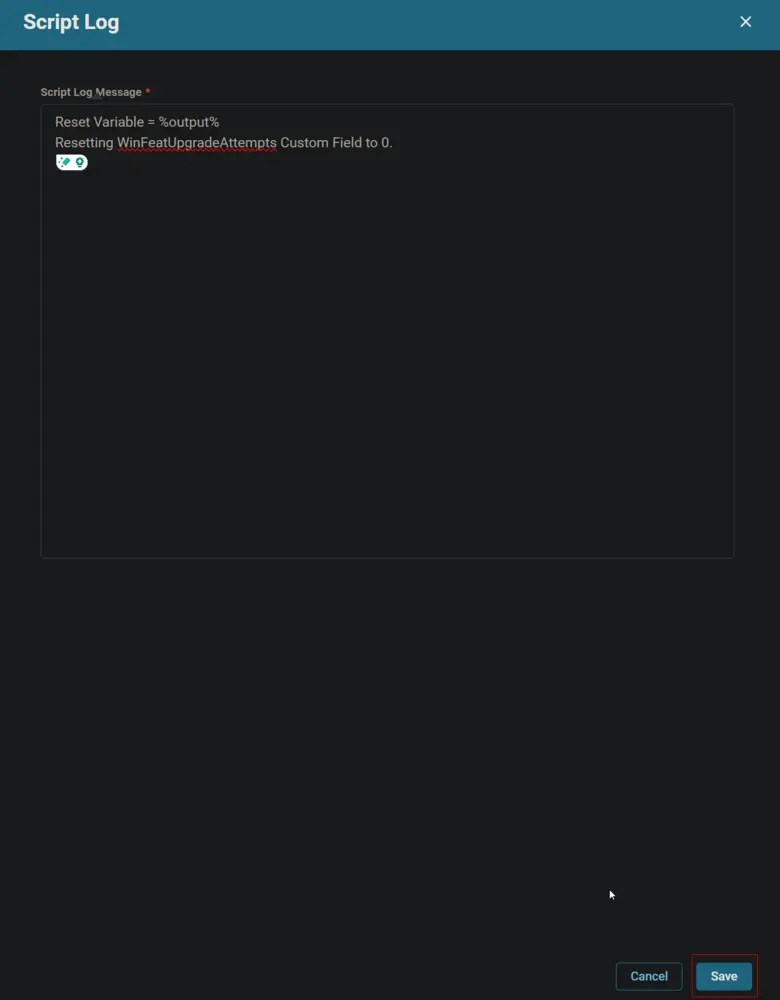 Script Log
Script Log Message *
Reset Variable = %output%
Resetting WinFeatUpgradeAttempts Custom Field to 0.
Cancel
Save